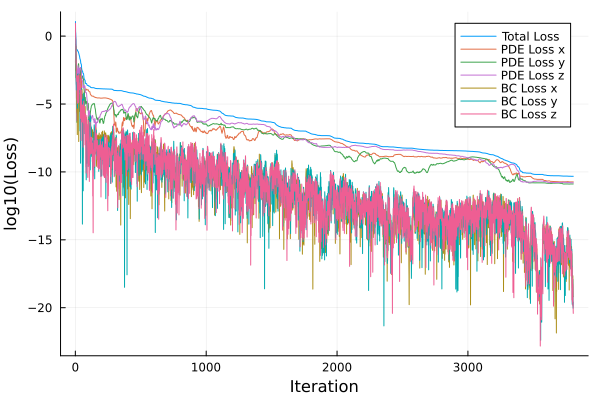 Total Loss
PDE Loss x
PDE Loss y
PDE Loss z
BC Loss x
BC Loss y
BC Loss z
0
−5
−10
−15
−20
log10(Loss)
0 1000 2000 3000
Iteration